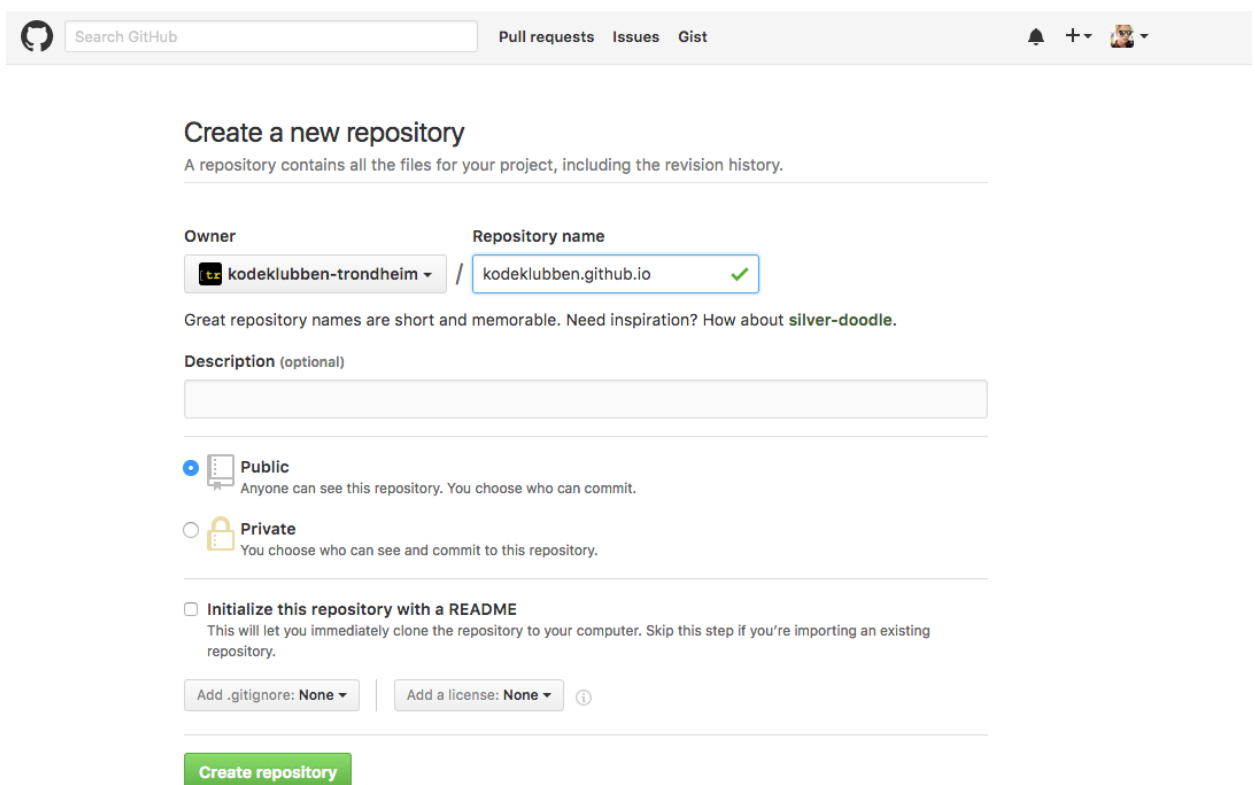 Search GitHub Pull requests Issues Gist
Create a new repository
A repository contains all the files for your project, including the revision history.
Owner Repository name
[tr kodeklubben-trondheim / kodeklubben.github.io
Great repository names are short and memorable. Need inspiration? How about silver-doodle.
Description (optional)
Public
Anyone can see this repository. You choose who can commit.
Private
You choose who can see and commit to this repository.
Initialize this repository with a README
This will let you immediately clone the repository to your computer. Skip this step if you’re importing an existing
repository.
Add .gitignore: None Add a license: None
Create repository